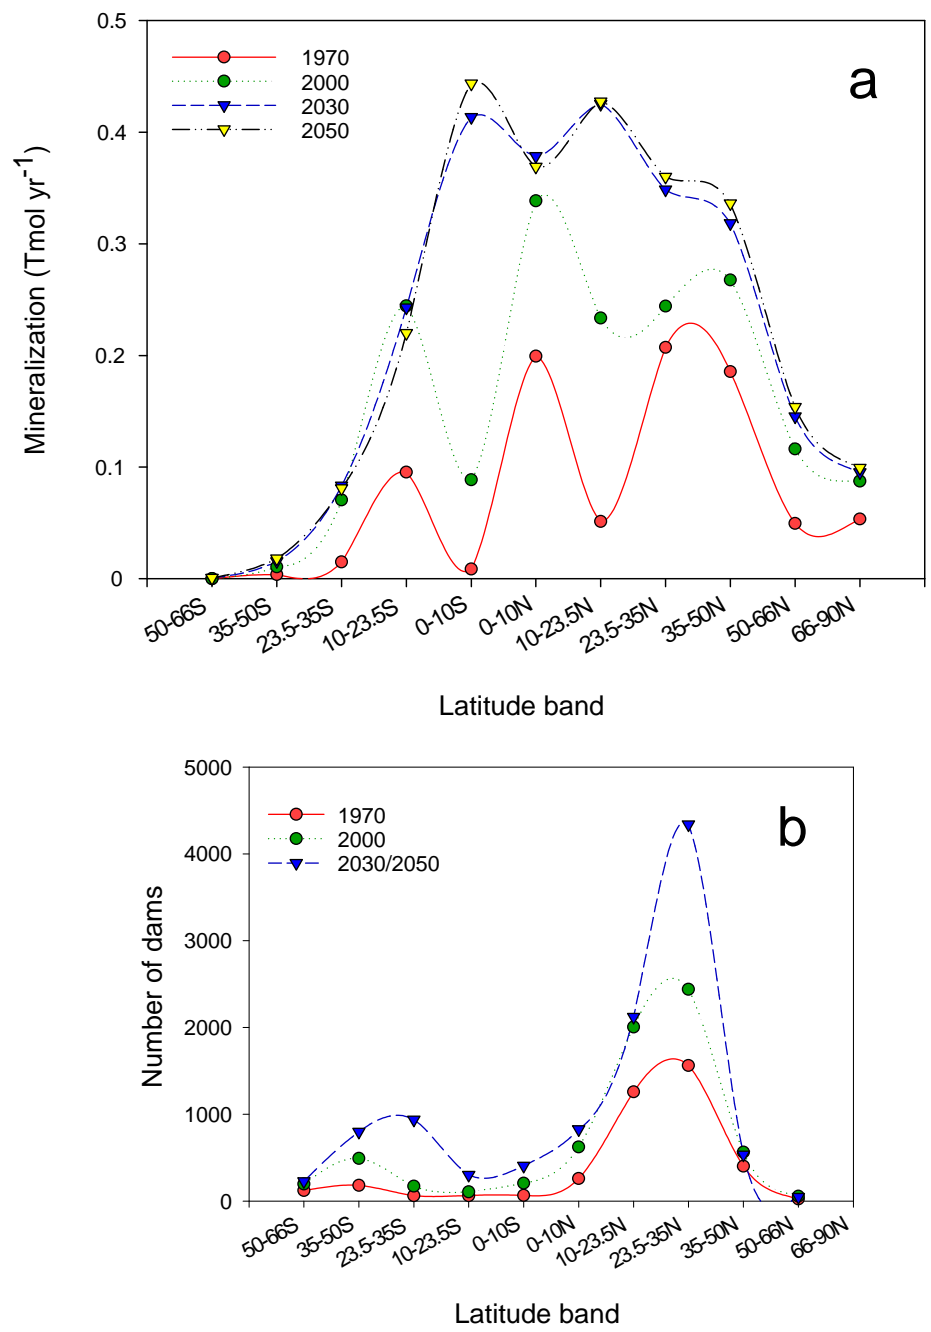 0.5
0.4
0.3
0.2
0.1
0
Mineralization (Tmol yr-1)
1970
2000
2030
2050
a
50-66S
35-50S
23.5-35S
10-23.5S
0-10S
0-10N
10-23.5N
23.5-35N
35-50N
50-66N
66-90N
Latitude band
5000
4000
3000
2000
1000
0
Number of dams
1970
2000
2030/2050
b
50-66S
35-50S
23.5-35S
10-23.5S
0-10S
0-10N
10-23.5N
23.5-35N
35-50N
50-66N
66-90N
Latitude band